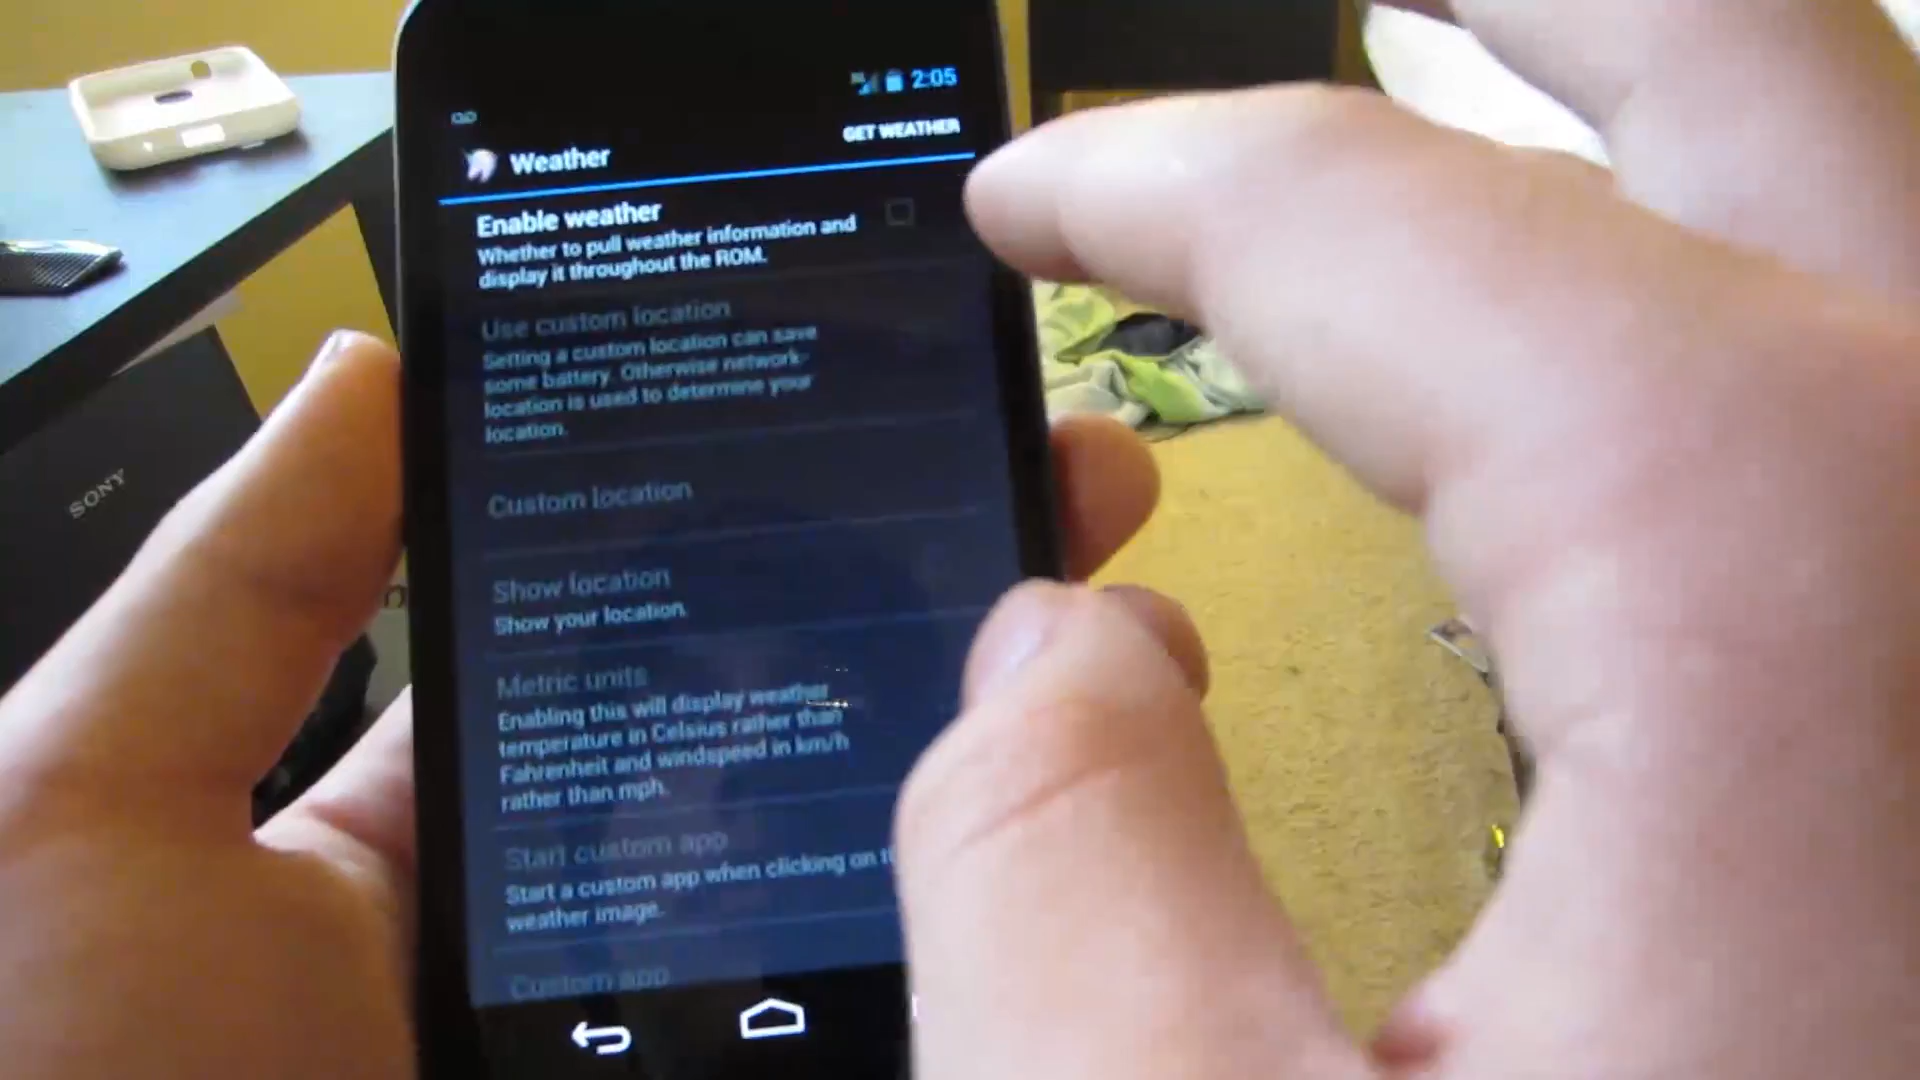 2:05
GET WEATHER
Weather
Enable weather
Whether to pull weather information and
display it throughout the ROM.
Use custom location
Setting a custom location can save
some battery. Otherwise network-
location is used to determine your
location.
Custom location
Show location
Show your location.
Metric units
Enabling this will display weather
temperature in Celsius rather than
Fahrenheit and windspeed in km/h
rather than mph.
Start custom app
Start a custom app when clicking on
weather image.
Custom app
SONY